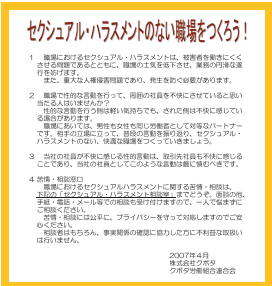 セクシュアル・ハラスメントのない職場をつくろう！
1　職場におけるセクシュアル・ハラスメントは、被害者を働きにくく
させる問題であるとともに、職場の士気を低下させ、業務の円滑な遂
行を妨げます。
また、重大な人権侵害問題であり、発生を防ぐ必要があります。
2　職場で性的な言動を行って、周囲の社員を不快にさせていると思い
当たる人はいませんか？
性的な言動を行う側は軽い気持ちでも、された側は不快に感じてい
る場合があります。
職場においては、男性も女性も同じ労働者として対等なパートナー
です。相手の立場に立って、普段の言動を振り返り、セクシュアル・
ハラスメントのない、快適な職場をつくっていきましょう。
3　当社の社員が不快に感じる性的言動は、取引先社員も不快に感じる
ことであり、当社の社員としてこのような言動は厳に慎むべきです。
4 苦情・相談窓口
職場におけるセクシュアルハラスメントに関する苦情・相談は、
下記の「セクシュアル・ハラスメント相談室」までどうぞ。面談の他、
手紙・電話・メール等での相談も受け付けますので、一人で悩まずに
ご相談ください。
苦情・相談には公平に、プライバシーを守って対応しますのでご安
心ください。
相談者はもちろん、事実関係の確認に協力した方に不利益な取扱い
は行いません。
2007年4月
株式会社クボタ
クボタ労働組合連合会